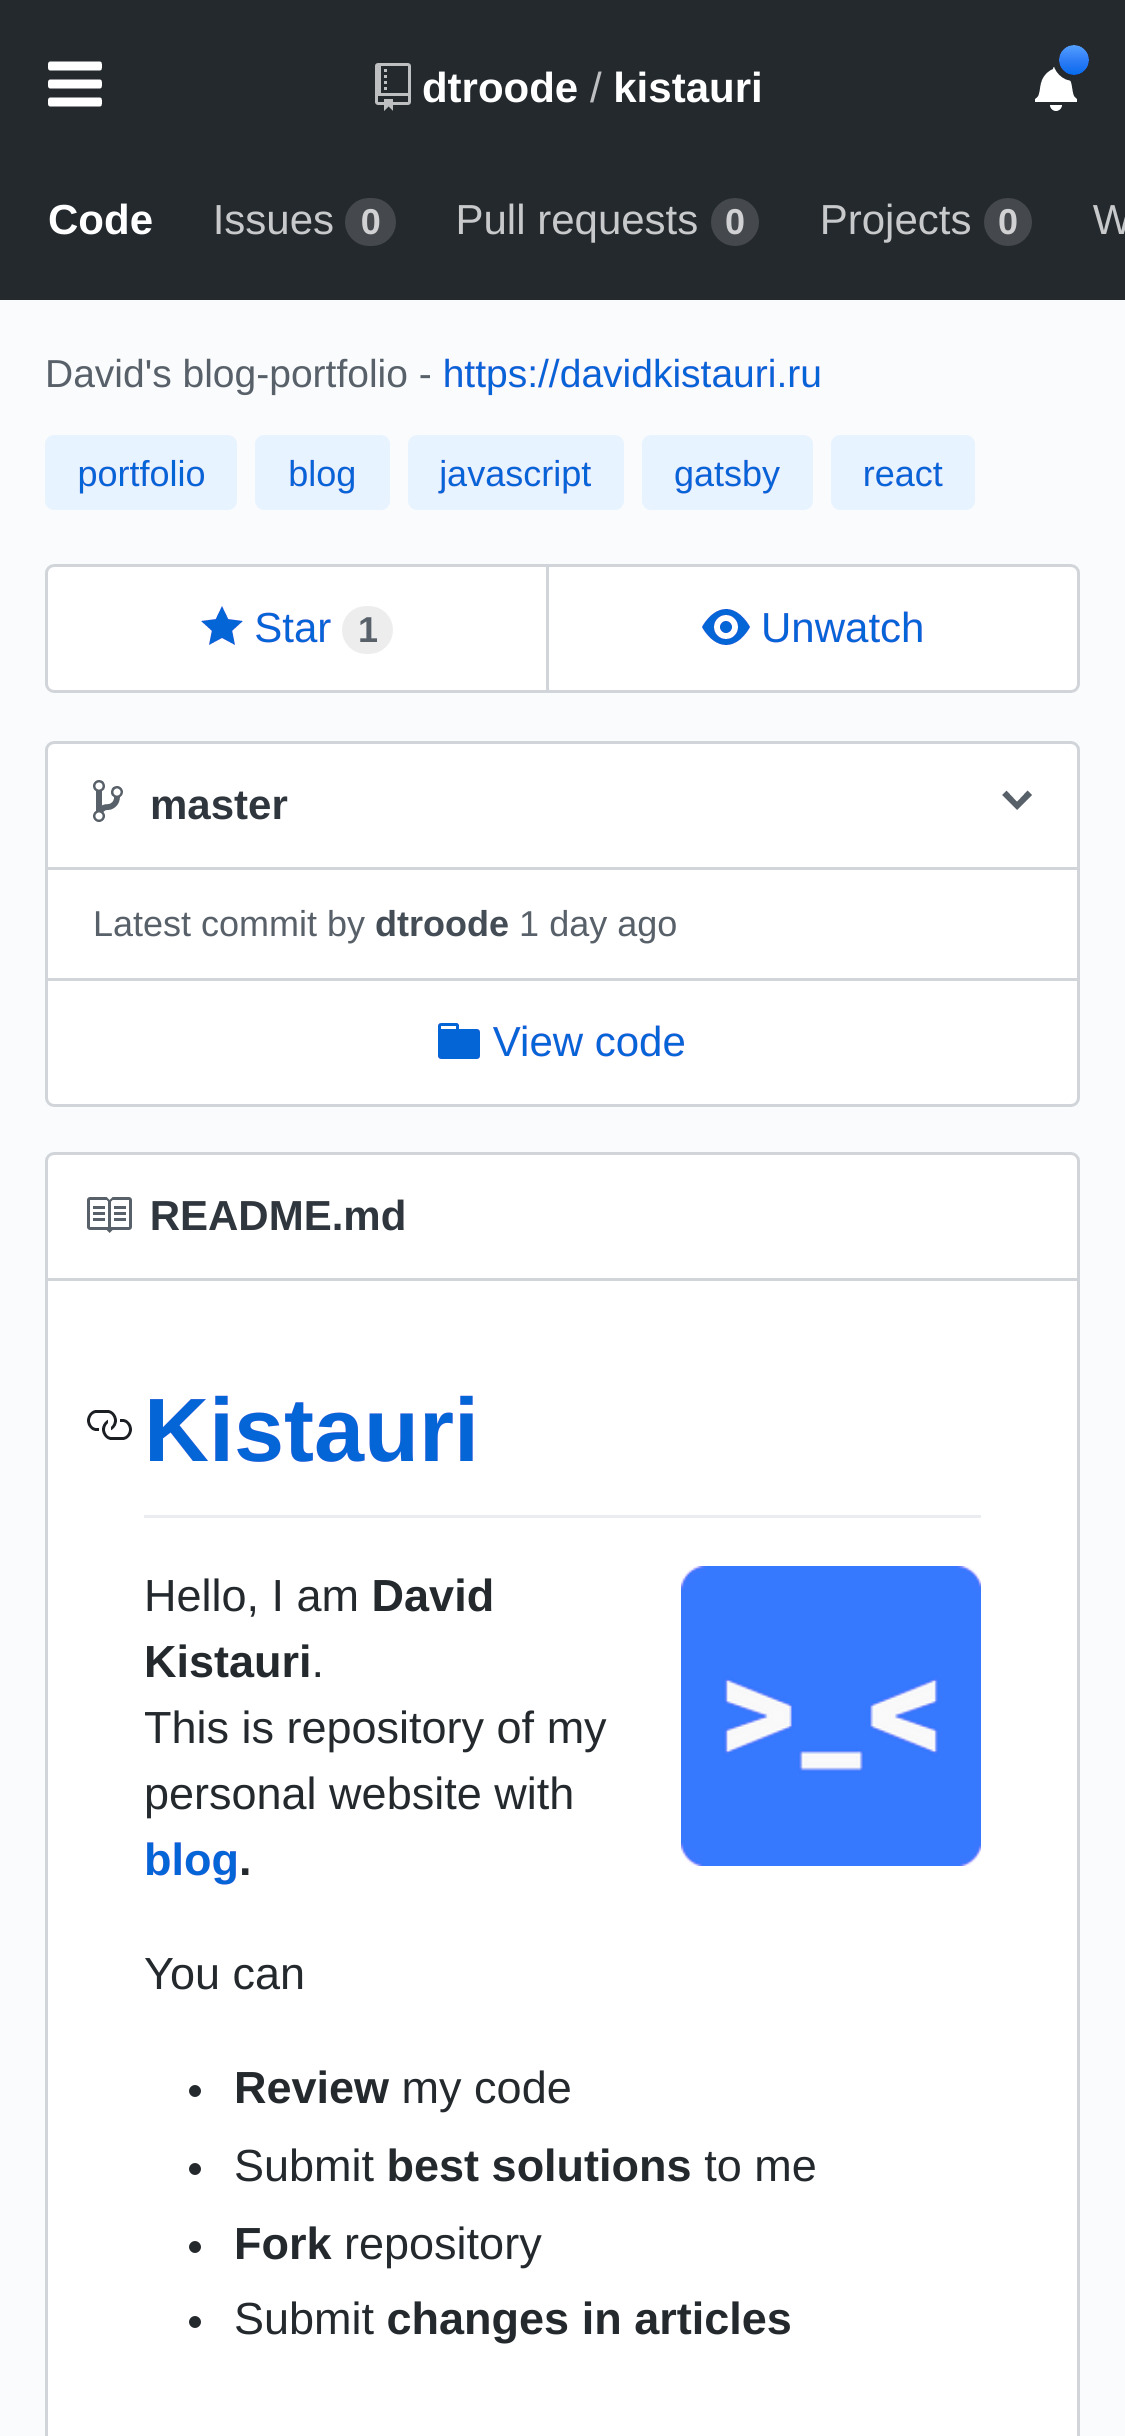 dtroode / kistauri
Code Issues 0 Pull requests 0 Projects 0 W
David's blog-portfolio - https://davidkistauri.ru
portfolio blog javascript gatsby react
Star 1 Unwatch
master
Latest commit by dtroode 1 day ago
View code
README.md
Kistauri
Hello, I am David
Kistauri.
This is repository of my
personal website with
blog.
>_<
You can
• Review my code
• Submit best solutions to me
• Fork repository
• Submit changes in articles